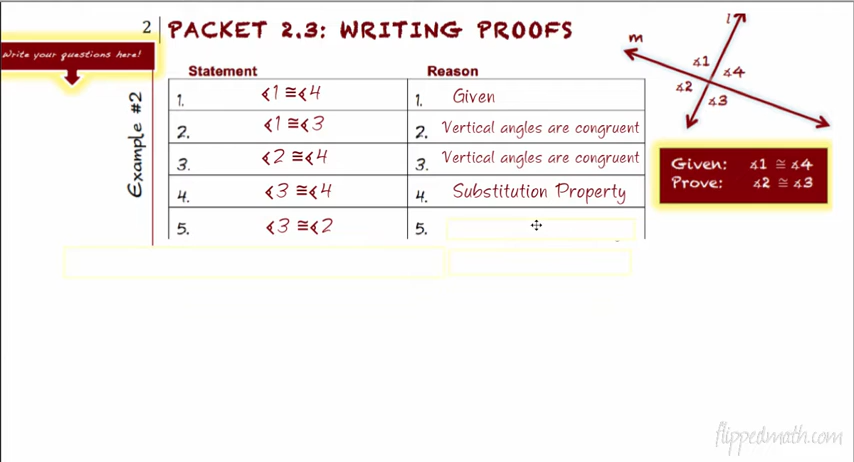 2 PACKET 2.3: WRITING PROOFS
Write your questions here!
Example #2
Statement Reason
1. ∡1 ≅ ∡4 1. Given
2. ∡1 ≅ ∡3 2. Vertical angles are congruent
3. ∡2 ≅ ∡4 3. Vertical angles are congruent
4. ∡3 ≅ ∡4 4. Substitution Property
5. ∡3 ≅ ∡2 5.
l
m
∡1
∡4
∡2
∡3
Given: ∡1 ≅ ∡4
Prove: ∡2 ≅ ∡3
flippedmath.com